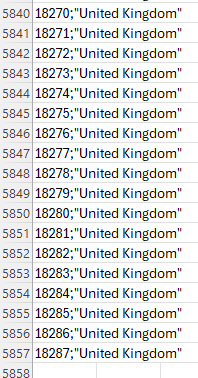 5840 18270;"United Kingdom"
5841 18271;"United Kingdom"
5842 18272;"United Kingdom"
5843 18273;"United Kingdom"
5844 18274;"United Kingdom"
5845 18275;"United Kingdom"
5846 18276;"United Kingdom"
5847 18277;"United Kingdom"
5848 18278;"United Kingdom"
5849 18279;"United Kingdom"
5850 18280;"United Kingdom"
5851 18281;"United Kingdom"
5852 18282;"United Kingdom"
5853 18283;"United Kingdom"
5854 18284;"United Kingdom"
5855 18285;"United Kingdom"
5856 18286;"United Kingdom"
5857 18287;"United Kingdom"
5858